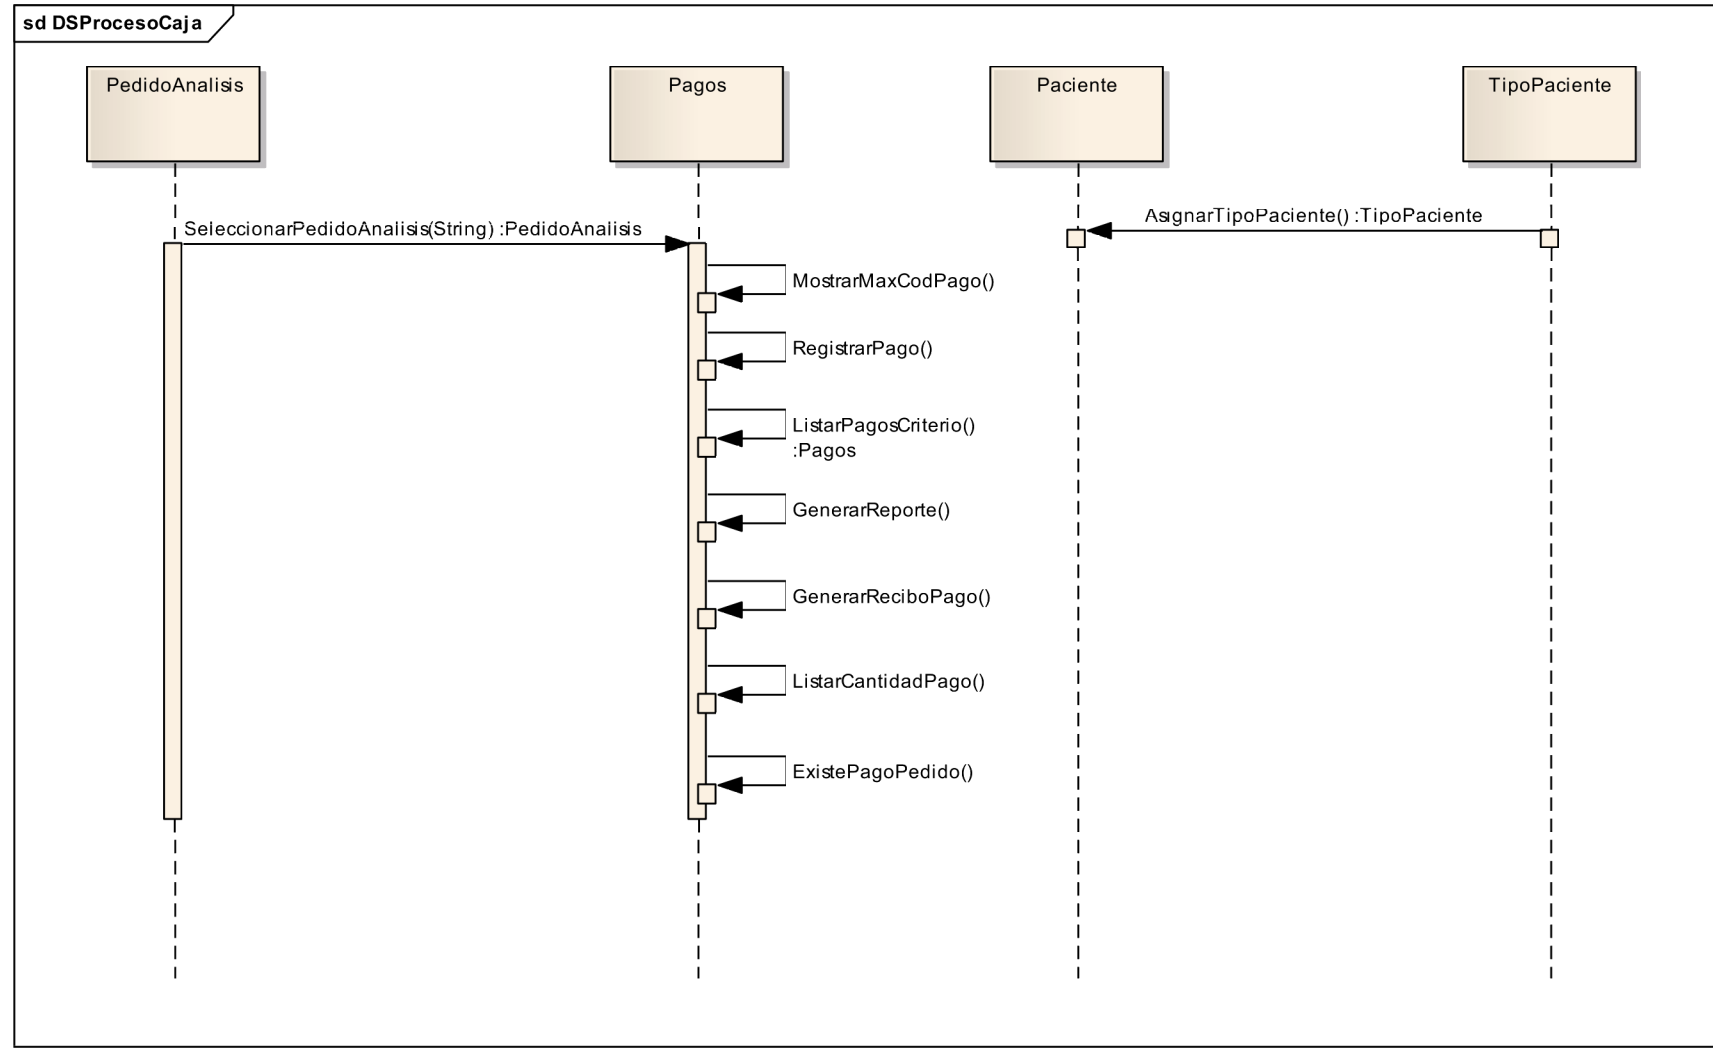 sd DSProcesoCaja
PedidoAnalisis
Pagos
Paciente
TipoPaciente
AsignarTipoPaciente() :TipoPaciente
SeleccionarPedidoAnalisis(String) :PedidoAnalisis
MostrarMaxCodPago()
RegistrarPago()
ListarPagosCriterio()
:Pagos
GenerarReporte()
GenerarReciboPago()
ListarCantidadPago()
ExistePagoPedido()